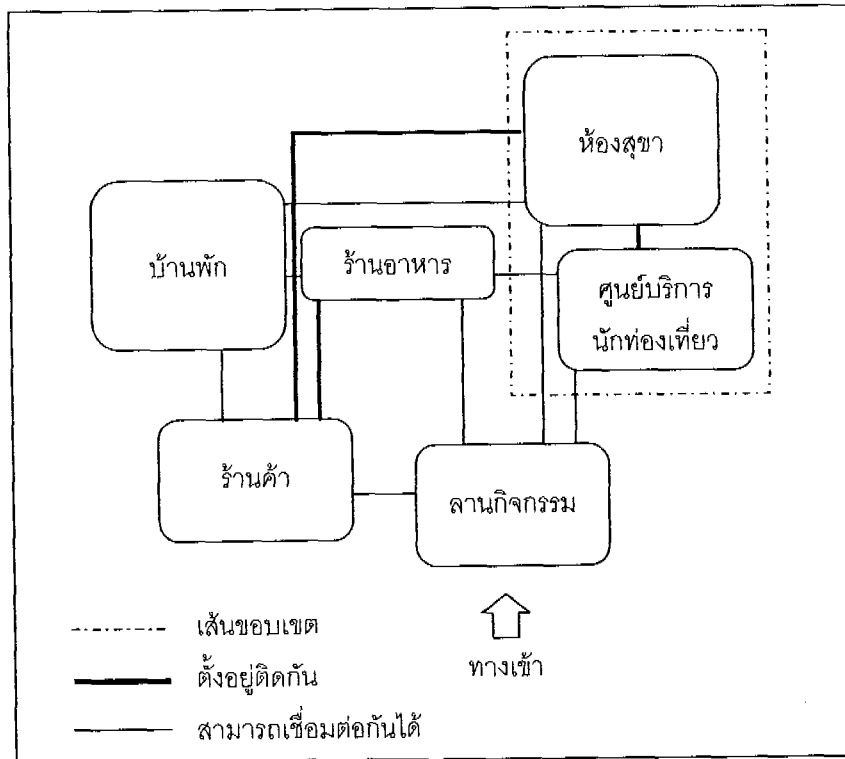 ห้องสุขา
บ้านพัก
ร้านอาหาร
ศูนย์บริการ
นักท่องเที่ยว
ร้านค้า
ลานกิจกรรม
ทางเข้า
เส้นขอบเขต
ตั้งอยู่ติดกัน
สามารถเชื่อมต่อกันได้